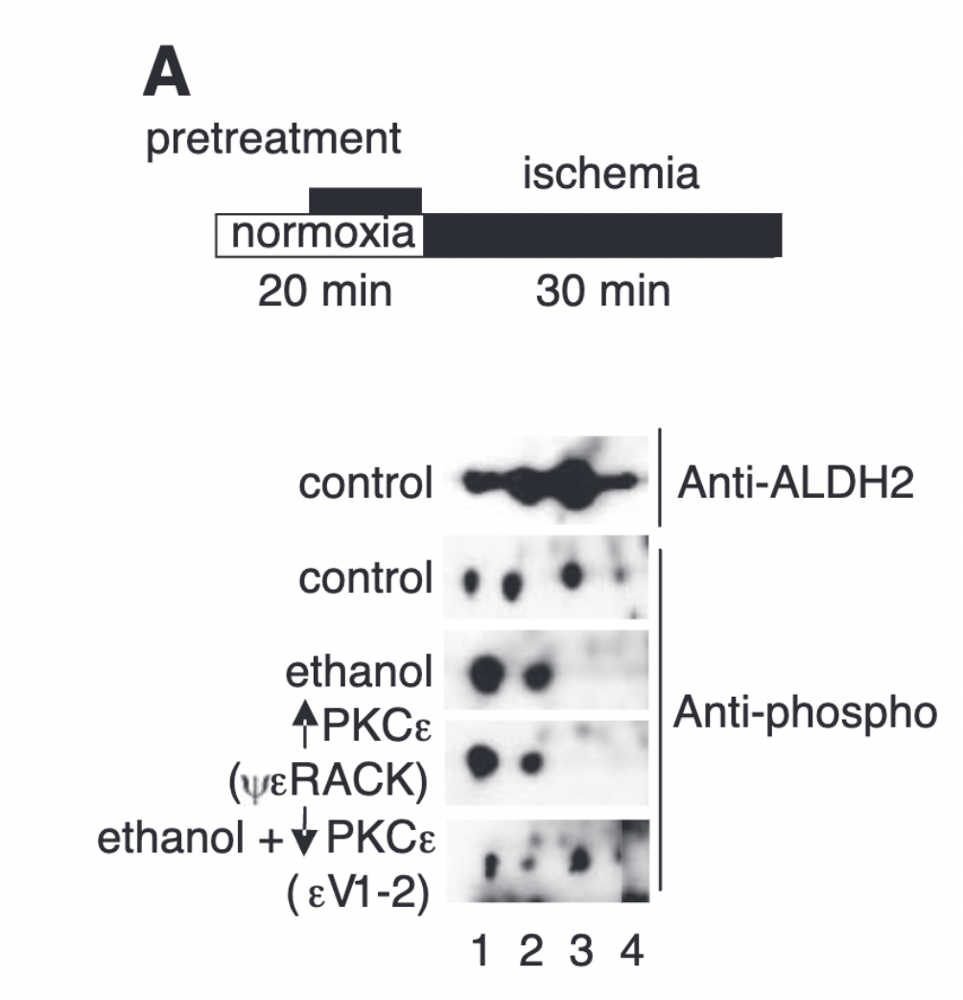 A
pretreatment
ischemia
normoxia
20 min 30 min
control Anti-ALDH2
control
ethanol
↑PKCε
Anti-phospho
(ψεRACK)
ethanol + ↓ PKCε
( εV1-2)
1 2 3 4